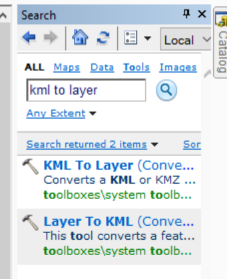 Search
Local
ALL Maps Data Tools Images
kml to layer
Any Extent
Search returned 2 items
Sor
KML To Layer (Conve...
Converts a KML or KMZ ...
toolboxes\system toolb...
Layer To KML (Conve...
This tool converts a feat...
toolboxes\system toolb...
Catalog